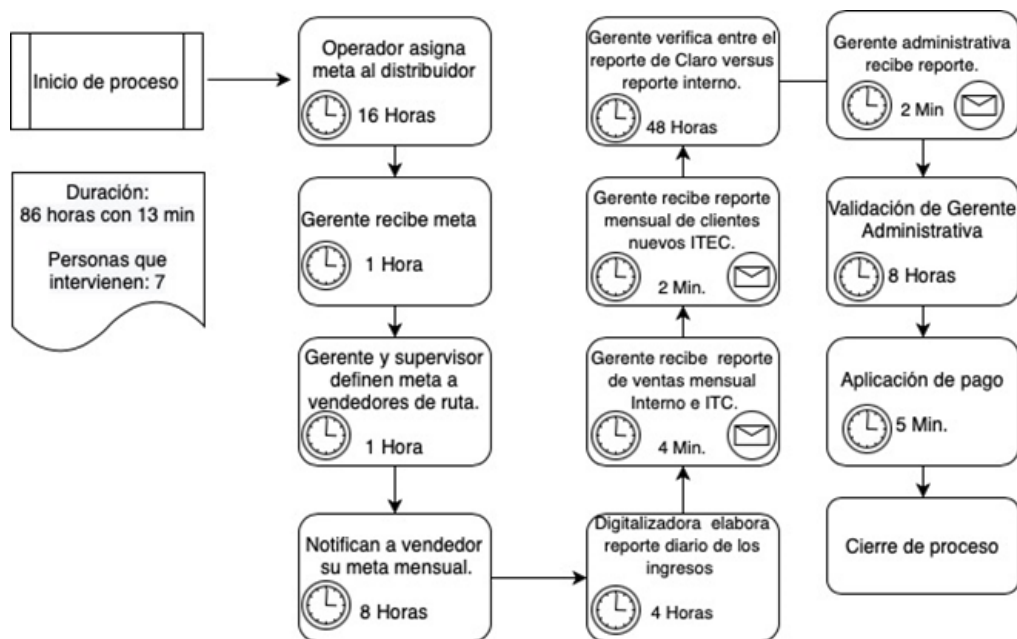 Inicio de proceso
Duración:
86 horas con 13 min
Personas que
intervienen: 7
Operador asigna
meta al distribuidor
16 Horas
Gerente recibe meta
1 Hora
Gerente y supervisor
definen meta a
vendedores de ruta.
1 Hora
Notifican a vendedor
su meta mensual.
8 Horas
Digitalizadora elabora
reporte diario de los
ingresos
4 Horas
Gerente recibe reporte
de ventas mensual
Interno e ITC.
4 Min.
Gerente recibe reporte
mensual de clientes
nuevos ITEC.
2 Min.
Gerente verifica entre el
reporte de Claro versus
reporte interno.
48 Horas
Gerente administrativa
recibe reporte.
2 Min
Validación de Gerente
Administrativa
8 Horas
Aplicación de pago
5 Min.
Cierre de proceso